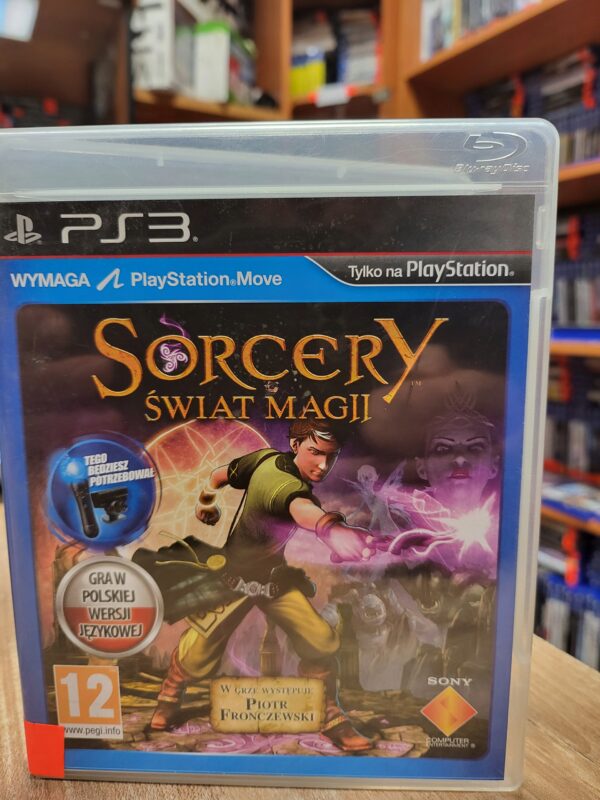 Blu-ray Disc
PS3
WYMAGA PlayStation®Move
Tylko na PlayStation®
SORCERY™
ŚWIAT MAGII
TEGO
BĘDZIESZ
POTRZEBOWAŁ
GRA W
POLSKIEJ
WERSJI
JĘZYKOWEJ
12
www.pegi.info
W GRZE WYSTĘPUJE
PIOTR
FRONCZEWSKI
SONY
COMPUTER
ENTERTAINMENT®